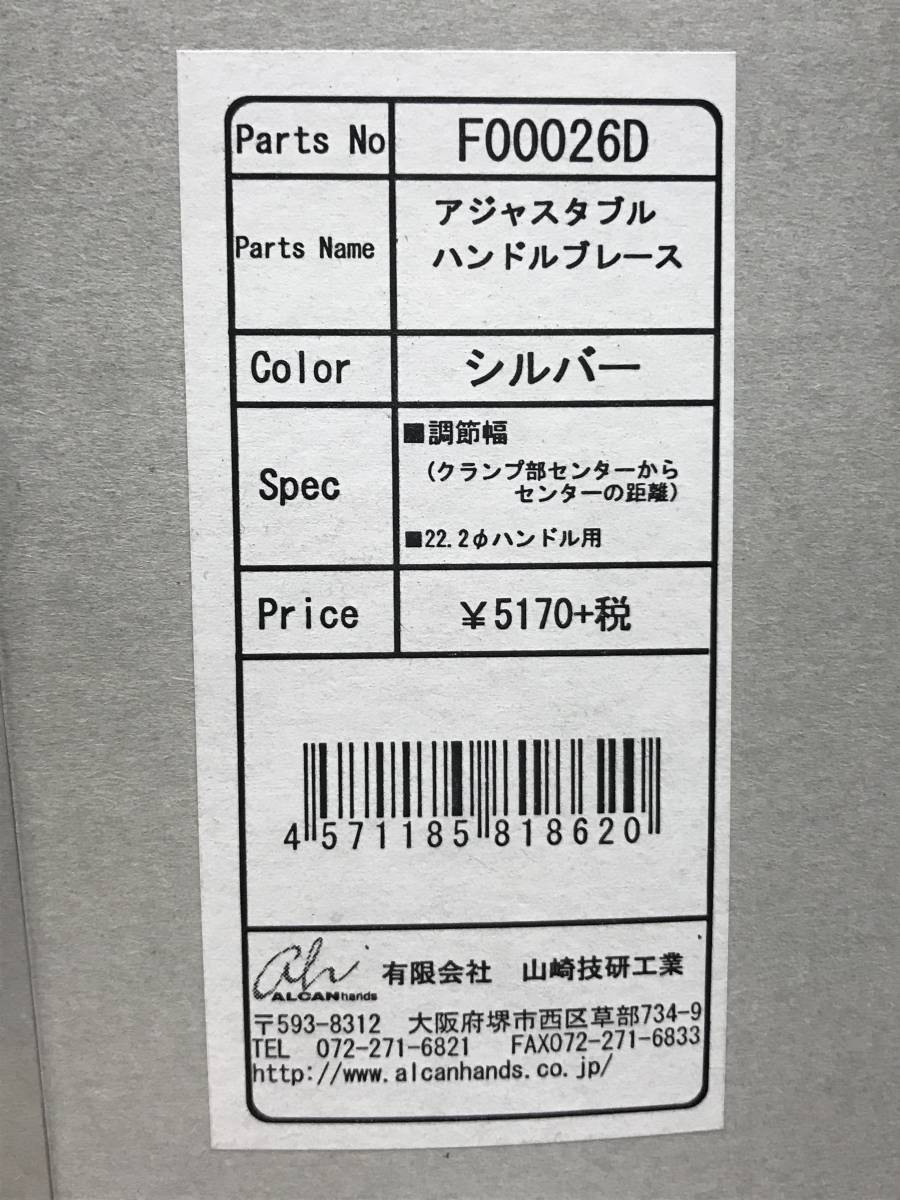 Parts No F00026D
Parts Name アジャスタブル
ハンドルブレース
Color シルバー
Spec ■調節幅
(クランプ部センターから
センターの距離)
■22.2φハンドル用
Price ¥5170+税
4 571185 818620
ALCANhands 有限会社 山崎技研工業
〒593-8312 大阪府堺市西区草部734-9
TEL 072-271-6821 FAX072-271-6833
http://www.alcanhands.co.jp/